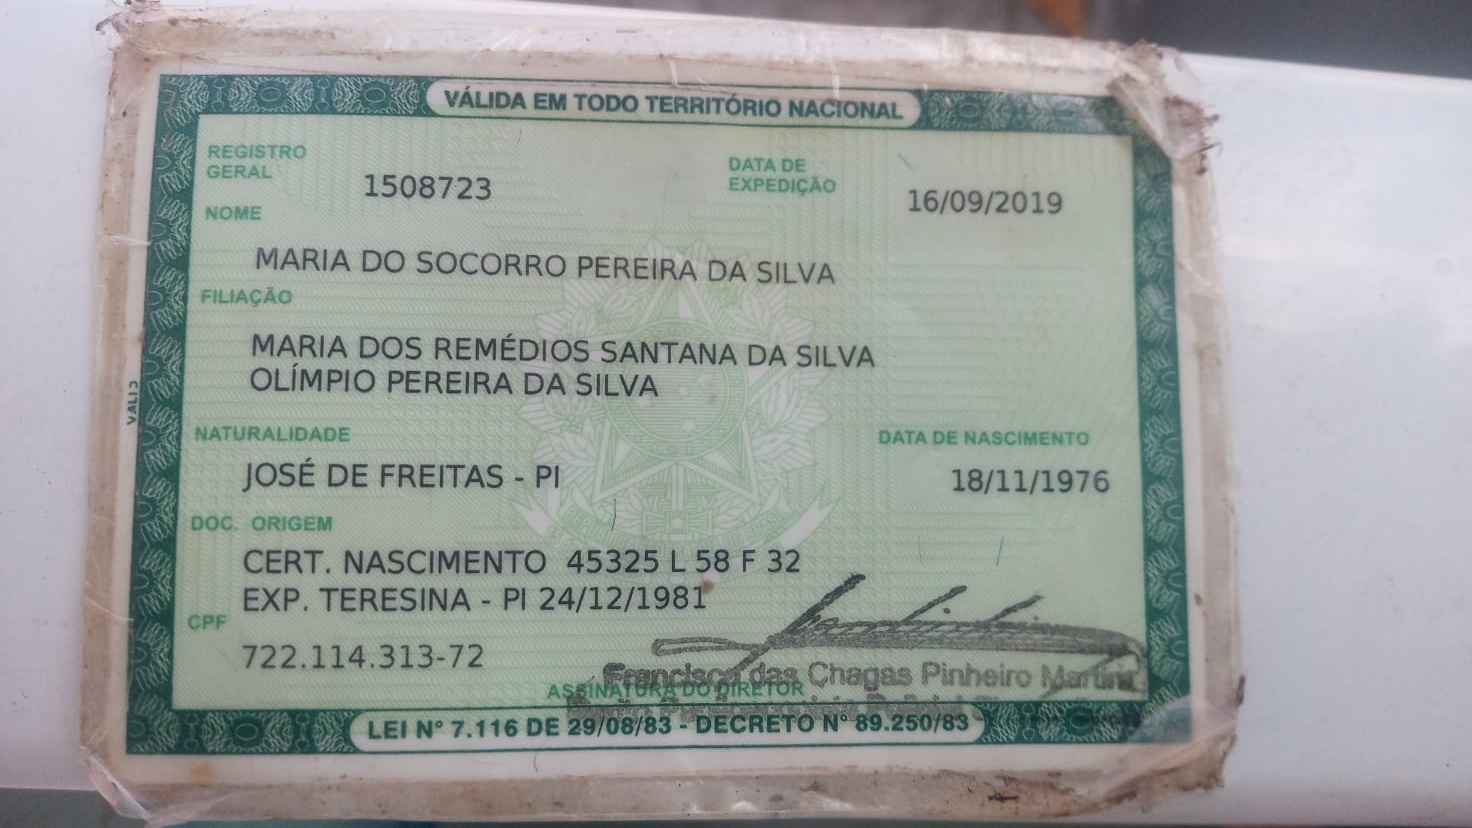 VÁLIDA EM TODO TERRITÓRIO NACIONAL
REGISTRO
GERAL
1508723
DATA DE
EXPEDIÇÃO
16/09/2019
NOME
MARIA DO SOCORRO PEREIRA DA SILVA
FILIAÇÃO
MARIA DOS REMÉDIOS SANTANA DA SILVA
OLÍMPIO PEREIRA DA SILVA
NATURALIDADE
DATA DE NASCIMENTO
JOSÉ DE FREITAS - PI
18/11/1976
DOC. ORIGEM
CERT. NASCIMENTO 45325 L 58 F 32
EXP. TERESINA - PI 24/12/1981
CPF
722.114.313-72
Francisco das Chagas Pinheiro Martins
ASSINATURA DO DIRETOR
LEI N° 7.116 DE 29/08/83 - DECRETO N° 89.250/83